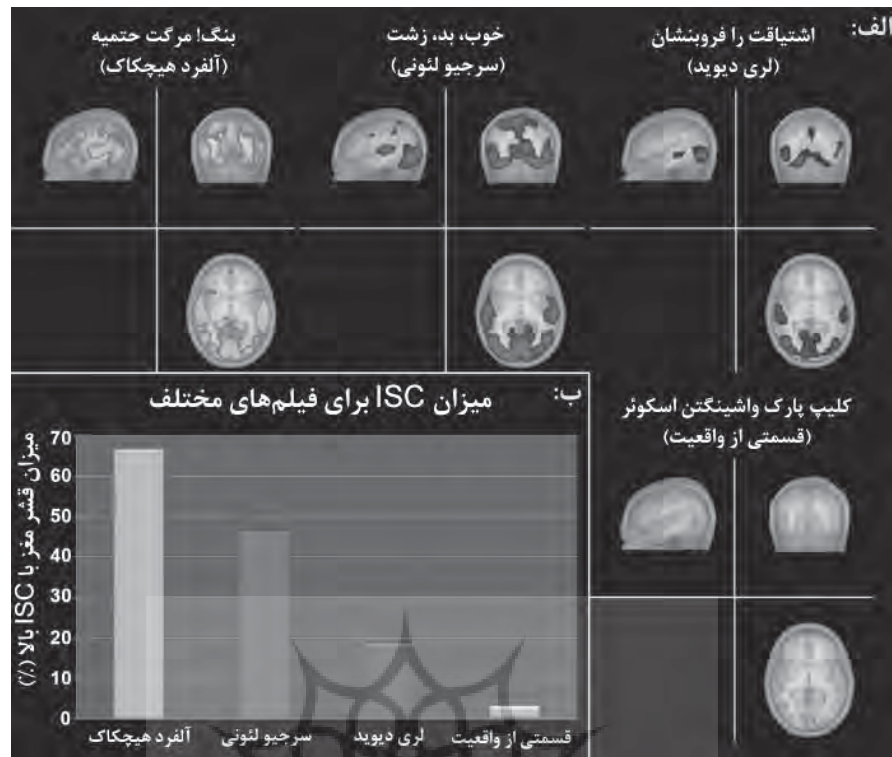 الف:
اشتیاقت را فروبنشان
(لری دیوید)
خوب، بد، زشت
(سرجیو لئونی)
بنگ! مرگت حتمیه
(آلفرد هیچکاک)
کلیپ پارک واشینگتن اسکوئر
(قسمتی از واقعیت)
ب:
میزان ISC برای فیلم‌های مختلف
میزان قشر مغز با ISC بالا (٪)
70
60
50
40
30
20
10
0
آلفرد هیچکاک
سرجیو لئونی
لری دیوید
قسمتی از واقعیت